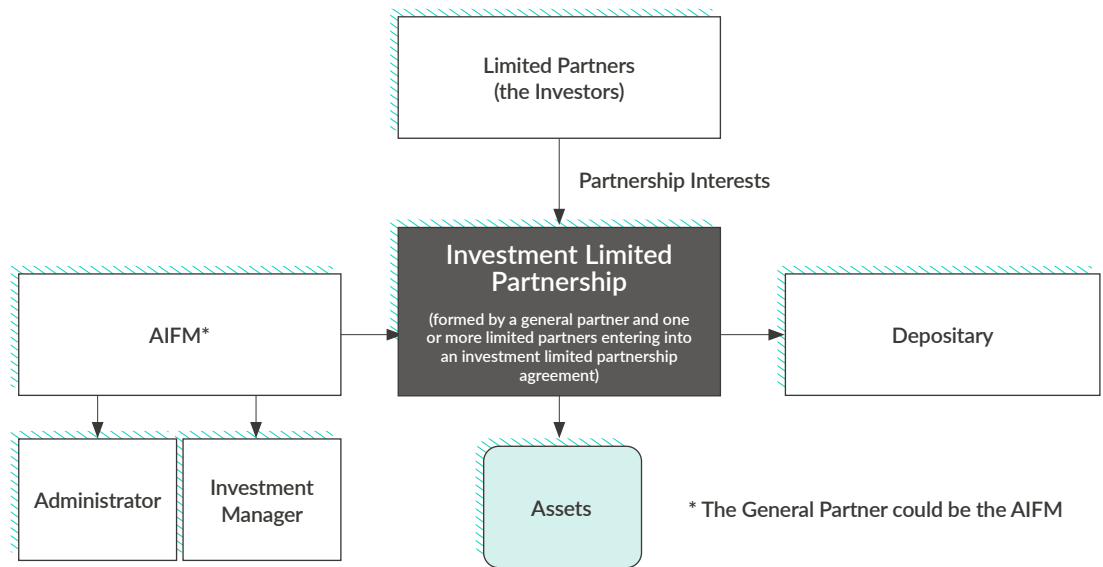 Limited Partners
(the Investors)
Partnership Interests
Investment Limited
Partnership
(formed by a general partner and one
or more limited partners entering into
an investment limited partnership
agreement)
AIFM*
Depositary
Administrator
Investment
Manager
Assets
* The General Partner could be the AIFM